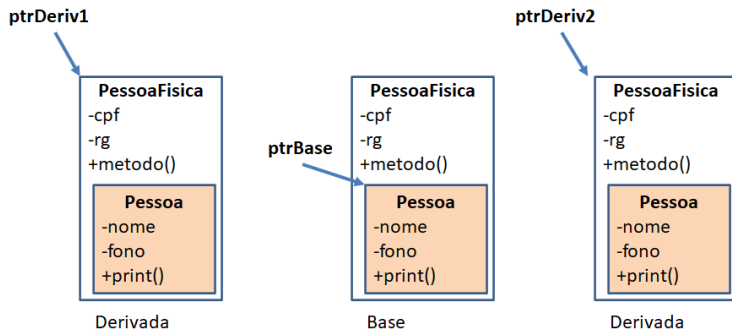 ptrDeriv1
PessoaFisica
-cpf
-rg
+metodo()
Pessoa
-nome
-fono
+print()
Derivada
ptrBase
PessoaFisica
-cpf
-rg
+metodo()
Pessoa
-nome
-fono
+print()
Base
ptrDeriv2
PessoaFisica
-cpf
-rg
+metodo()
Pessoa
-nome
-fono
+print()
Derivada